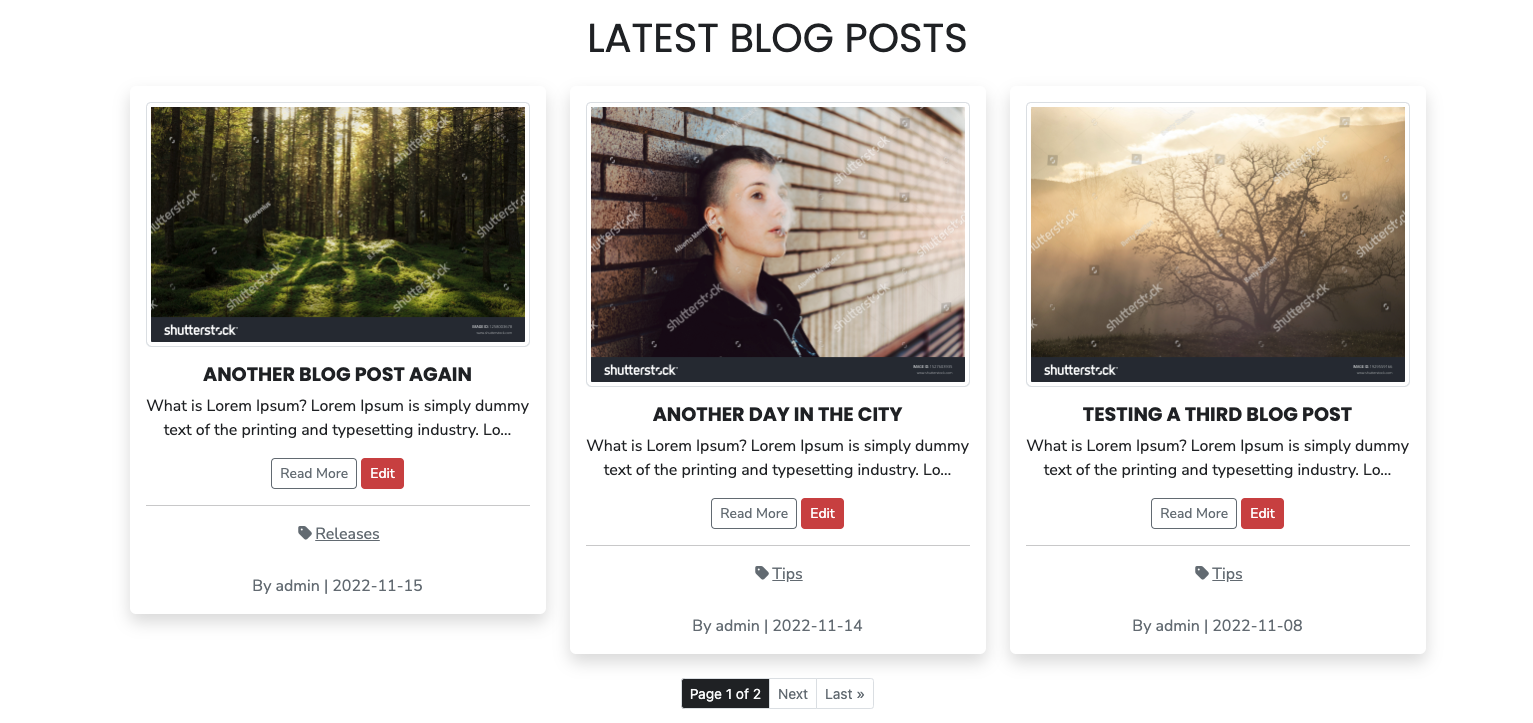 LATEST BLOG POSTS
shutterstock
ANOTHER BLOG POST AGAIN
What is Lorem Ipsum? Lorem Ipsum is simply dummy
text of the printing and typesetting industry. Lo...
Read More Edit
Releases
By admin | 2022-11-15
shutterstock
ANOTHER DAY IN THE CITY
What is Lorem Ipsum? Lorem Ipsum is simply dummy
text of the printing and typesetting industry. Lo...
Read More Edit
Tips
By admin | 2022-11-14
shutterstock
TESTING A THIRD BLOG POST
What is Lorem Ipsum? Lorem Ipsum is simply dummy
text of the printing and typesetting industry. Lo...
Read More Edit
Tips
By admin | 2022-11-08
Page 1 of 2 Next Last »